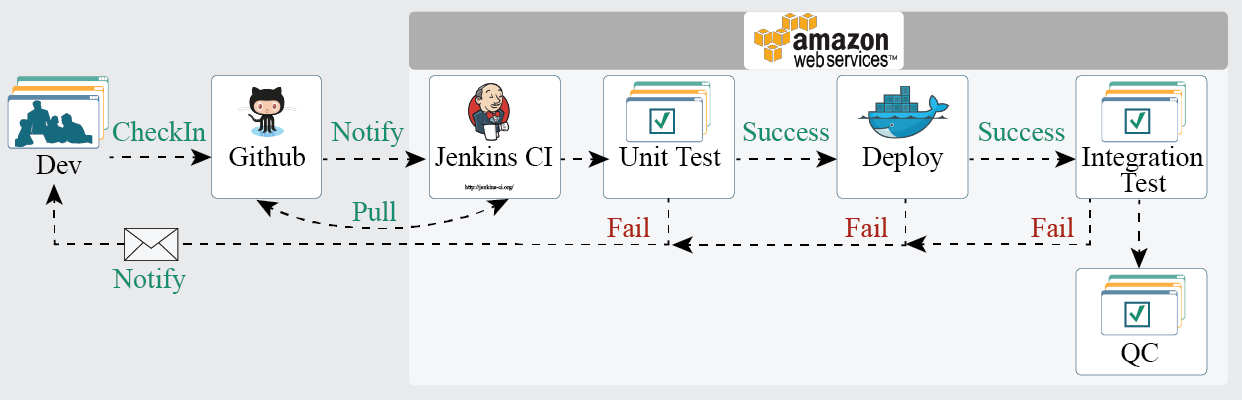 amazon
web services™
CheckIn
Notify
Success
Success
Dev
Github
Jenkins CI
Unit Test
Deploy
Integration
Test
http://jenkins-ci.org/
Pull
Fail
Fail
Fail
Notify
QC